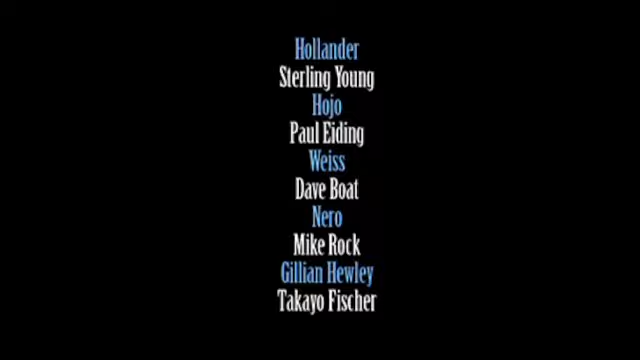 Hollander
Sterling Young
Hojo
Paul Eiding
Weiss
Dave Boat
Nero
Mike Rock
Gillian Hewley
Takayo Fischer